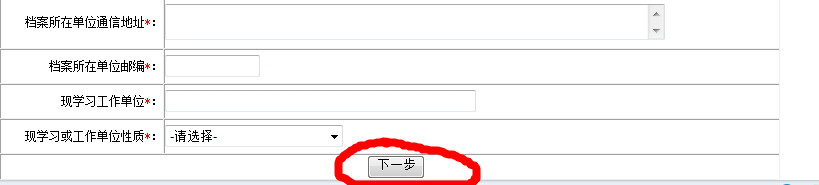 档案所在单位通信地址*：
档案所在单位邮编*：
现学习工作单位*：
现学习或工作单位性质*： -请选择-
下一步